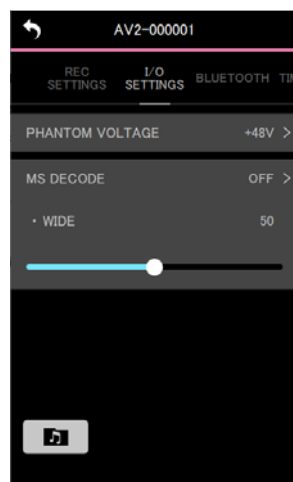 AV2-000001
REC SETTINGS
I/O SETTINGS
BLUETOOTH
PHANTOM VOLTAGE +48V >
MS DECODE OFF >
・WIDE 50